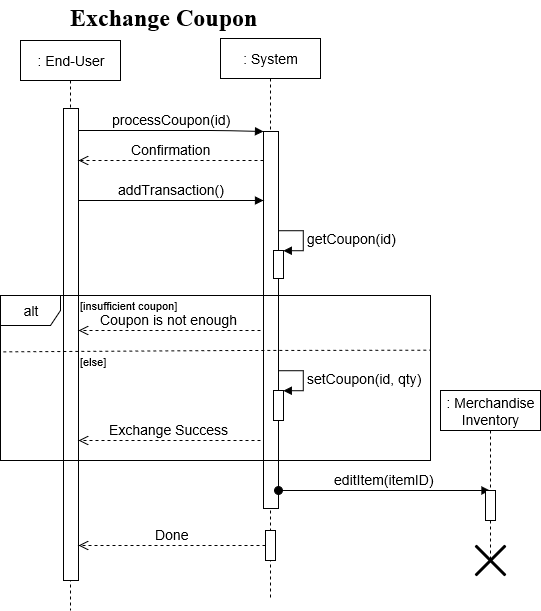 Exchange Coupon
: End-User
: System
processCoupon(id)
Confirmation
addTransaction()
getCoupon(id)
alt
[insufficient coupon]
Coupon is not enough
[else]
setCoupon(id, qty)
: Merchandise
Inventory
Exchange Success
editItem(itemID)
Done